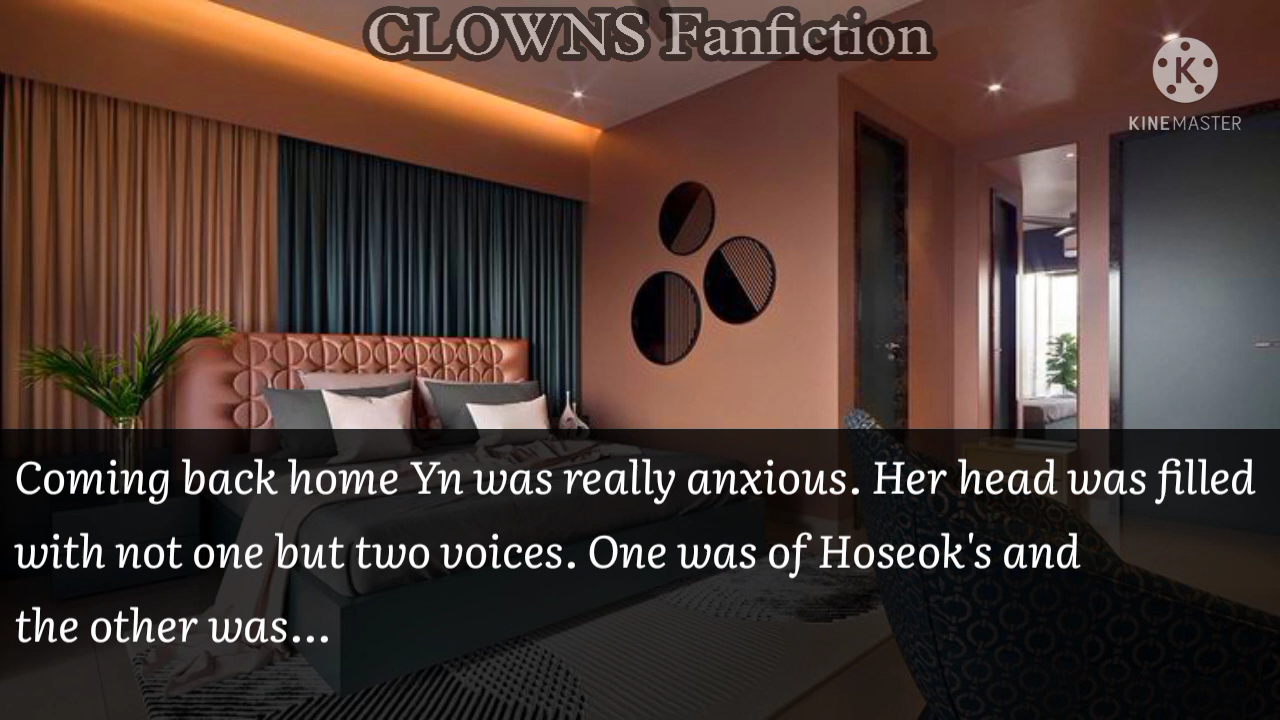 CLOWNS Fanfiction
K
KINEMASTER
Coming back home Yn was really anxious. Her head was filled
with not one but two voices. One was of Hoseok's and
the other was...